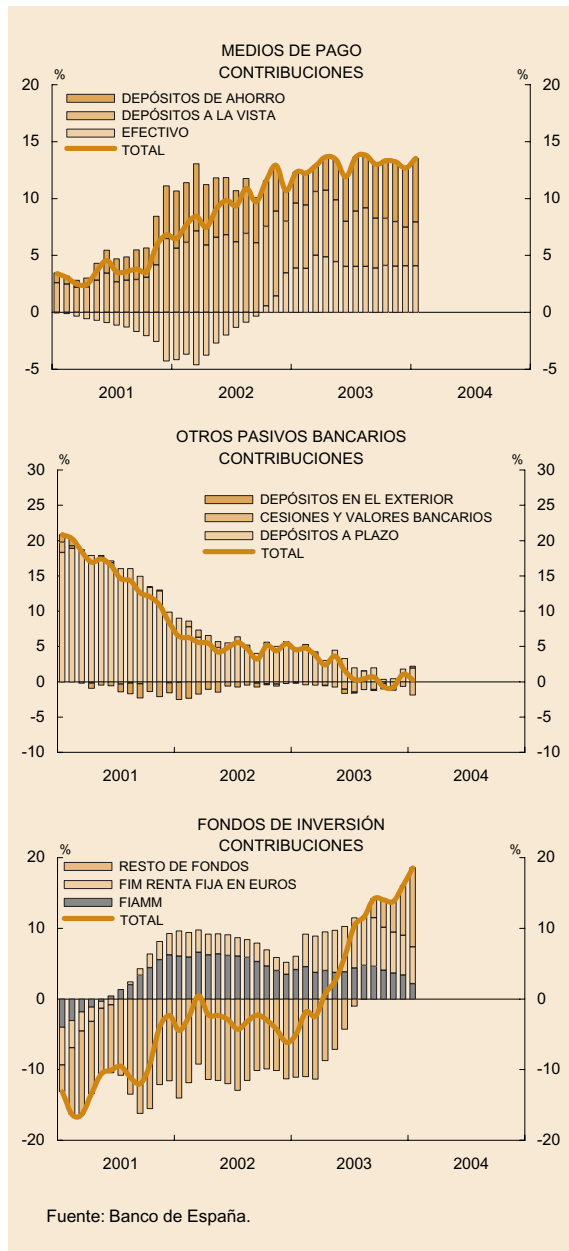 MEDIOS DE PAGO
CONTRIBUCIONES
% %
DEPÓSITOS DE AHORRO
DEPÓSITOS A LA VISTA
EFECTIVO
TOTAL
20 20
15 15
10 10
5 5
0 0
-5 -5
2001 2002 2003 2004
OTROS PASIVOS BANCARIOS
CONTRIBUCIONES
% %
DEPÓSITOS EN EL EXTERIOR
CESIONES Y VALORES BANCARIOS
DEPÓSITOS A PLAZO
TOTAL
30 30
25 25
20 20
15 15
10 10
5 5
0 0
-5 -5
-10 -10
2001 2002 2003 2004
FONDOS DE INVERSIÓN
CONTRIBUCIONES
% %
RESTO DE FONDOS
FIM RENTA FIJA EN EUROS
FIAMM
TOTAL
20 20
10 10
0 0
-10 -10
-20 -20
2001 2002 2003 2004
Fuente: Banco de España.